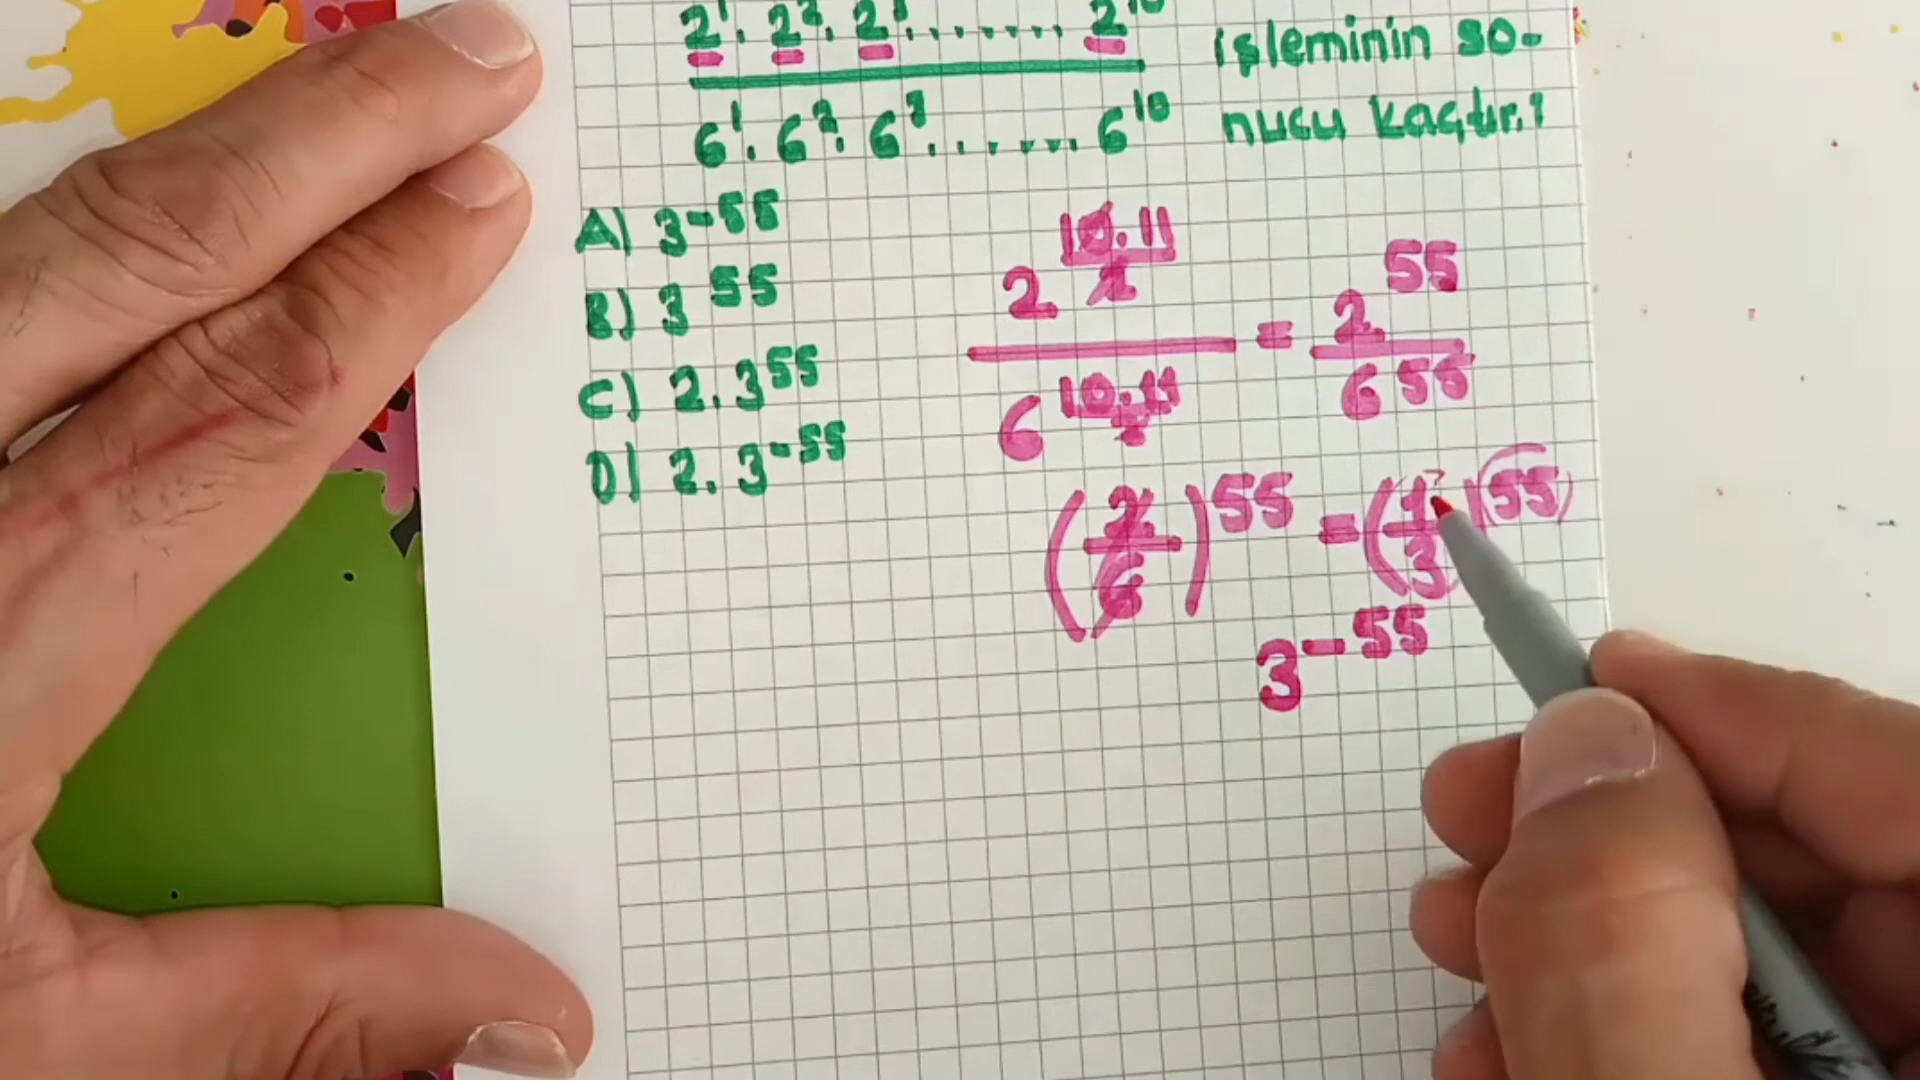 2¹ . 2² . 2³ . . . . . . . . 2¹⁰
6¹ . 6² . 6³ . . . . . . . 6¹⁰
işleminin so-
nucu kaçtır.?
A) 3⁻⁵⁵
B) 3⁵⁵
C) 2.3⁵⁵
D) 2.3⁻⁵⁵
2^(10.11/2) / 6^(10.11/2) = 2⁵⁵ / 6⁵⁵
(2/6)⁵⁵ = (1/3)⁵⁵
3⁻⁵⁵